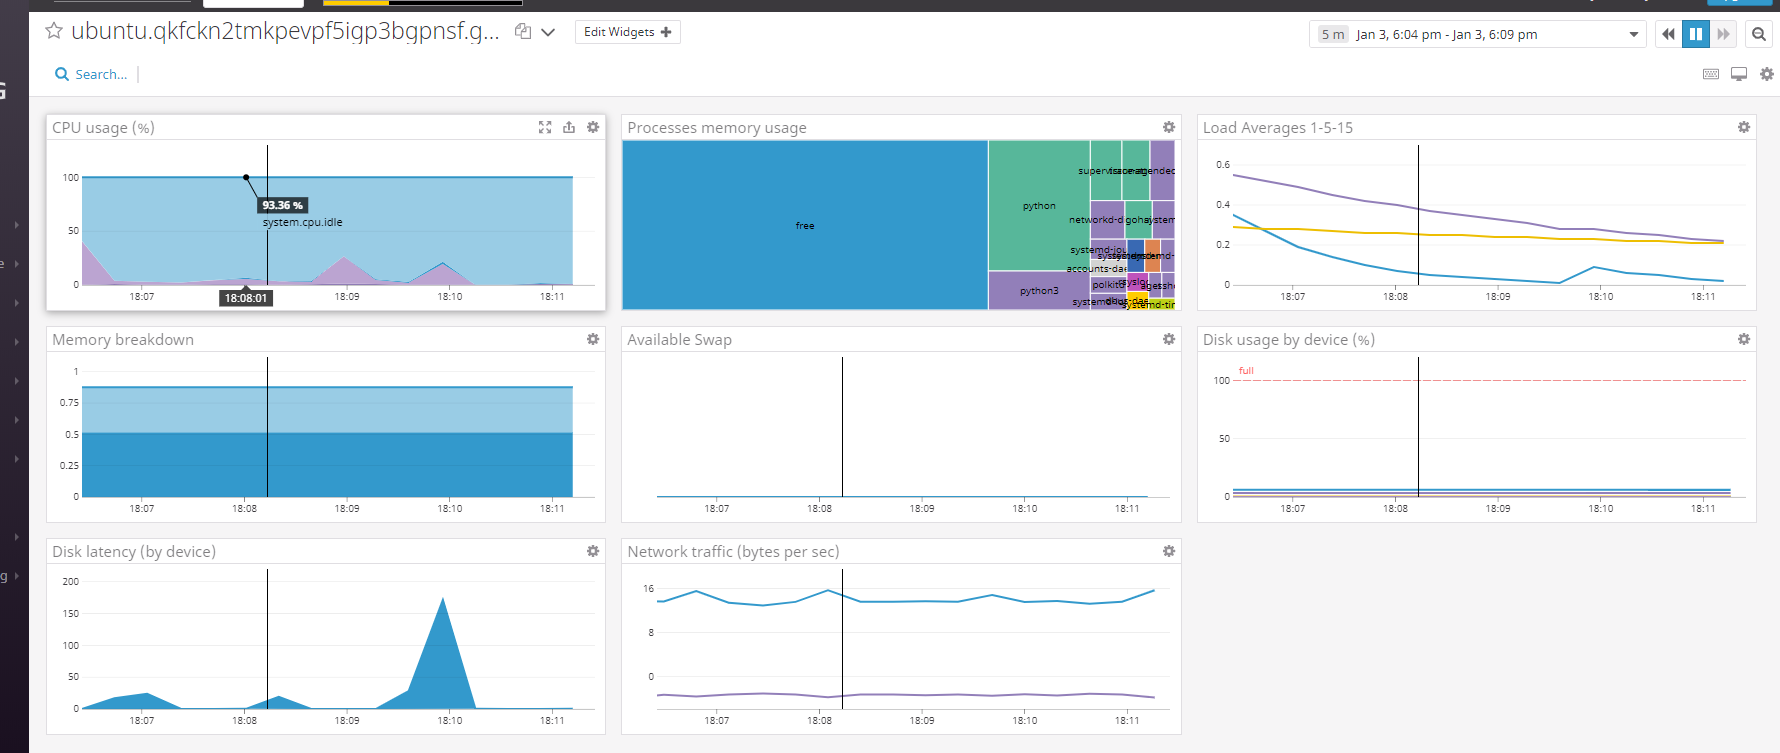 ubuntu.qkfckn2tmkpevpf5igp3bgpnsf.g...
Edit Widgets
5 m Jan 3, 6:04 pm - Jan 3, 6:09 pm
Search...
CPU usage (%)
100
50
0
93.36 %
system.cpu.idle
18:07
18:08:01
18:09
18:10
18:11
Processes memory usage
free
python
python3
networkd-d
goha
system
systemd-jou
accounts-dae
polkitd
Load Averages 1-5-15
0.6
0.4
0.2
0
18:07
18:08
18:09
18:10
18:11
Memory breakdown
1
0.75
0.5
0.25
0
18:07
18:08
18:09
18:10
18:11
Available Swap
18:07
18:08
18:09
18:10
18:11
Disk usage by device (%)
full
100
50
0
18:07
18:08
18:09
18:10
18:11
Disk latency (by device)
200
150
100
50
0
18:07
18:08
18:09
18:10
18:11
Network traffic (bytes per sec)
16
8
0
18:07
18:08
18:09
18:10
18:11